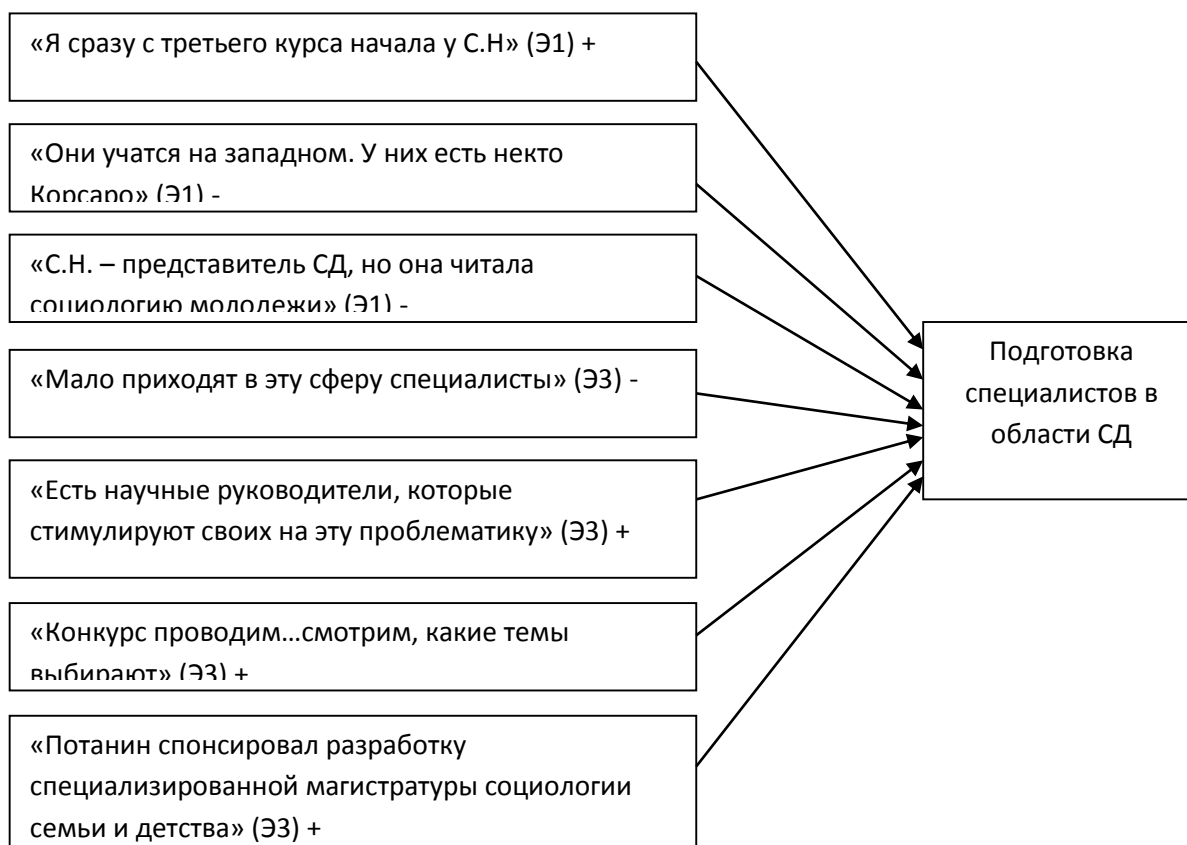 «Я сразу с третьего курса начала у С.Н» (Э1) +
«Они учатся на западном. У них есть некто
Корсаро» (Э1) -
«С.Н. – представитель СД, но она читала
социологию молодежи» (Э1) -
«Мало приходят в эту сферу специалисты» (Э3) -
«Есть научные руководители, которые
стимулируют своих на эту проблематику» (Э3) +
«Конкурс проводим...смотрим, какие темы
выбирают» (Э3) +
«Потанин спонсировал разработку
специализированной магистратуры социологии
семьи и детства» (Э3) +
Подготовка
специалистов в
области СД